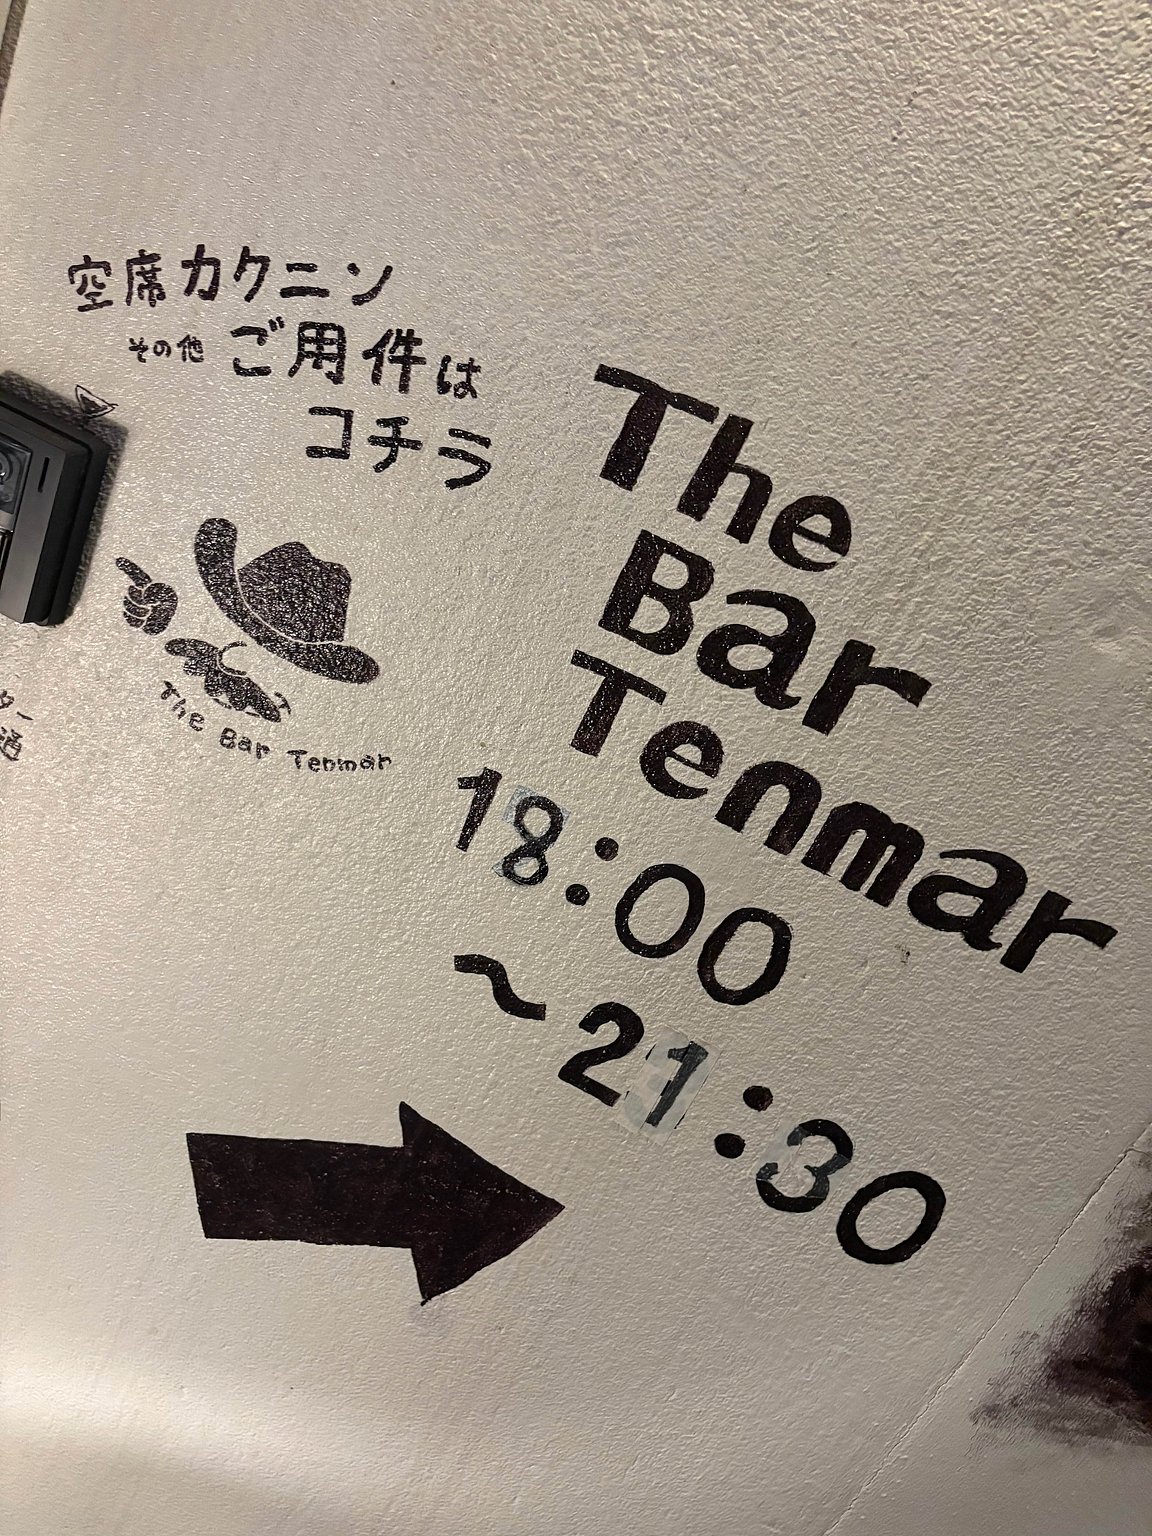 空席カクニン
その他ご用件は
コチラ
The Bar Tenmar
The
Bar
Tenmar
18:00
〜21:30